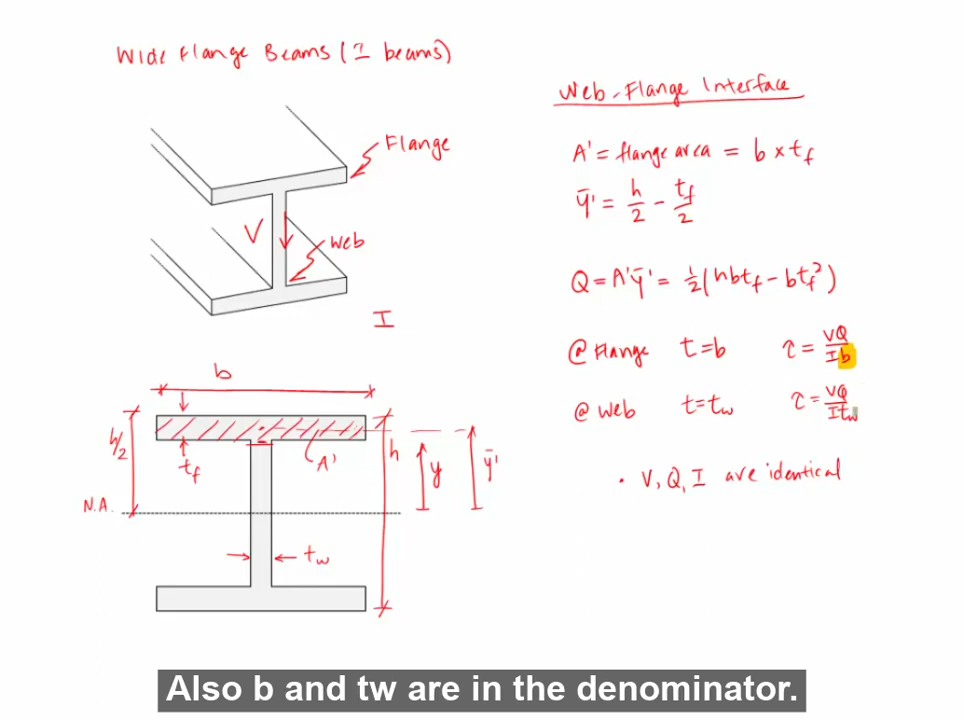 Wide Flange Beams (I beams)
Web-Flange Interface
Flange
A' = flange area = b × t_f
ȳ' = h/2 - t_f/2
V
Web
Q = A'ȳ' = 1/2 (hbt_f - bt_f²)
I
@ Flange t=b τ = VQ/Ib
@ Web t=t_w τ = VQ/It_w
b
h/2
t_f
A'
h
y
ȳ'
• V, Q, I are identical
N.A.
t_w
Also b and tw are in the denominator.